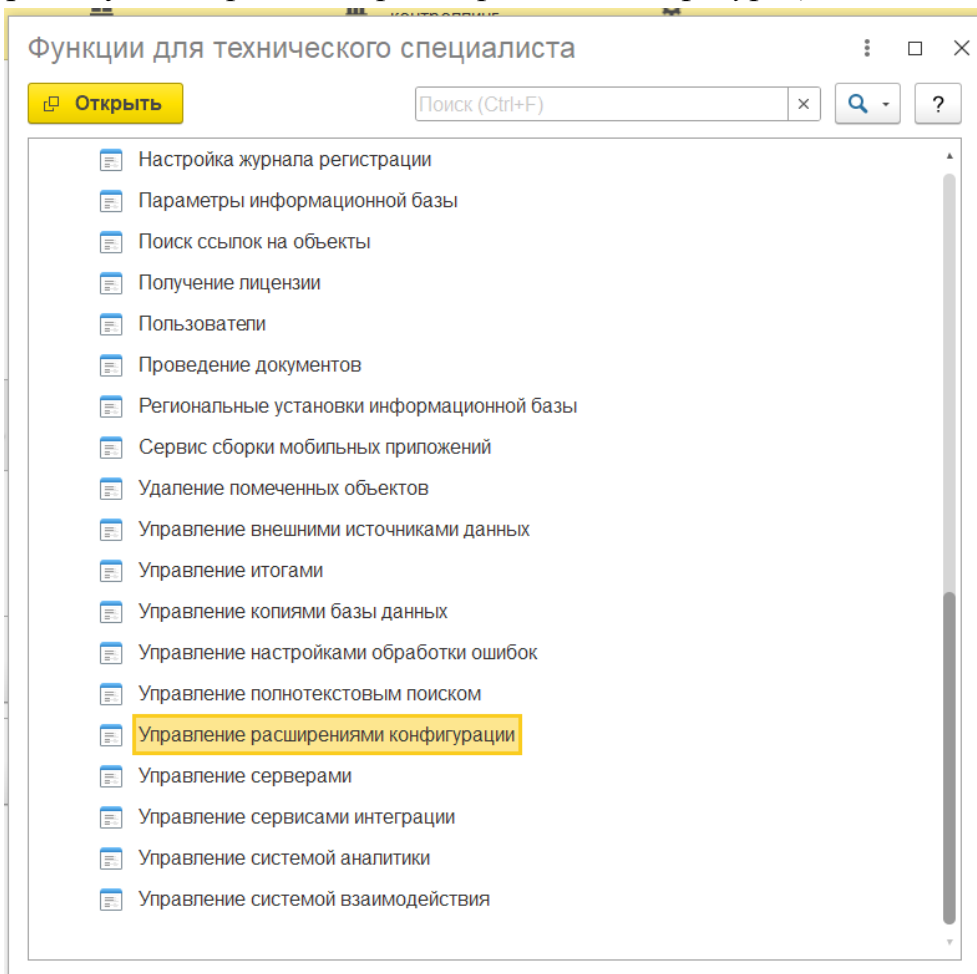 контроллинг
Функции для технического специалиста
Открыть
Поиск (Ctrl+F)
?
Настройка журнала регистрации
Параметры информационной базы
Поиск ссылок на объекты
Получение лицензии
Пользователи
Проведение документов
Региональные установки информационной базы
Сервис сборки мобильных приложений
Удаление помеченных объектов
Управление внешними источниками данных
Управление итогами
Управление копиями базы данных
Управление настройками обработки ошибок
Управление полнотекстовым поиском
Управление расширениями конфигурации
Управление серверами
Управление сервисами интеграции
Управление системой аналитики
Управление системой взаимодействия